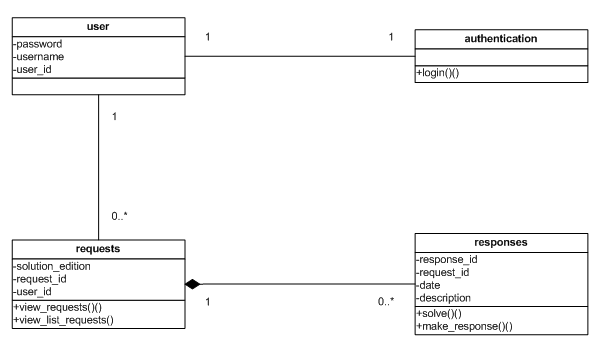 user
-password
-username
-user_id
1
1
authentication
+login()()
1
0..*
requests
-solution_edition
-request_id
-user_id
+view_requests()()
+view_list_requests()
1
0..*
responses
-response_id
-request_id
-date
-description
+solve()()
+make_response()()